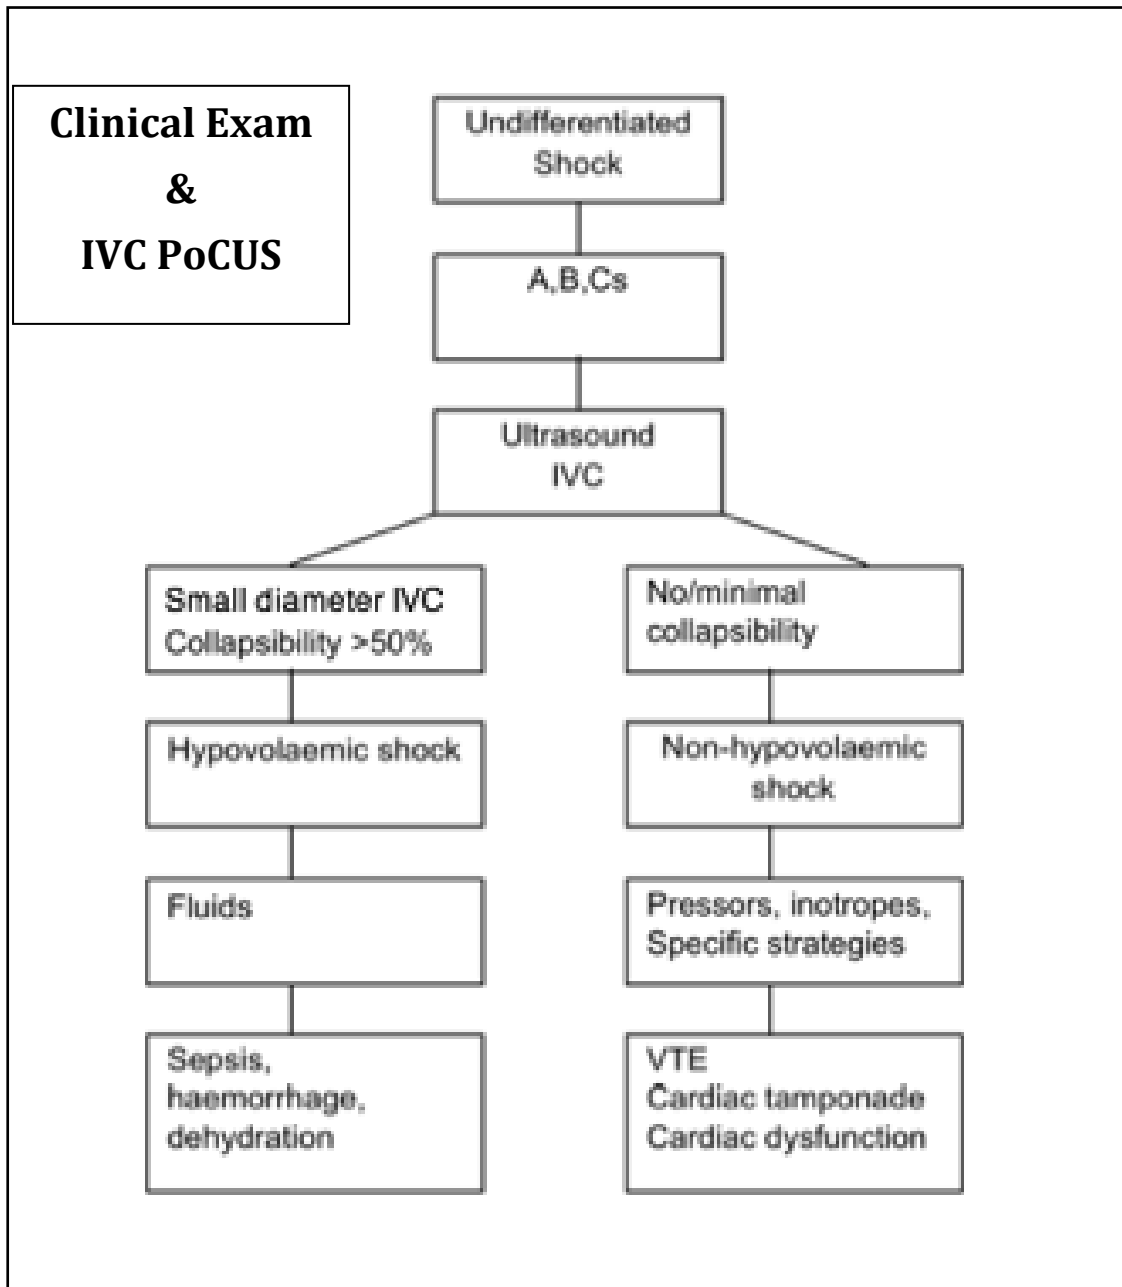 Clinical Exam
&
IVC PoCUS
Undifferentiated
Shock
A,B,Cs
Ultrasound
IVC
Small diameter IVC
Collapsibility >50%
No/minimal
collapsibility
Hypovolaemic shock
Non-hypovolaemic
shock
Fluids
Pressors, inotropes,
Specific strategies
Sepsis,
haemorrhage,
dehydration
VTE
Cardiac tamponade
Cardiac dysfunction